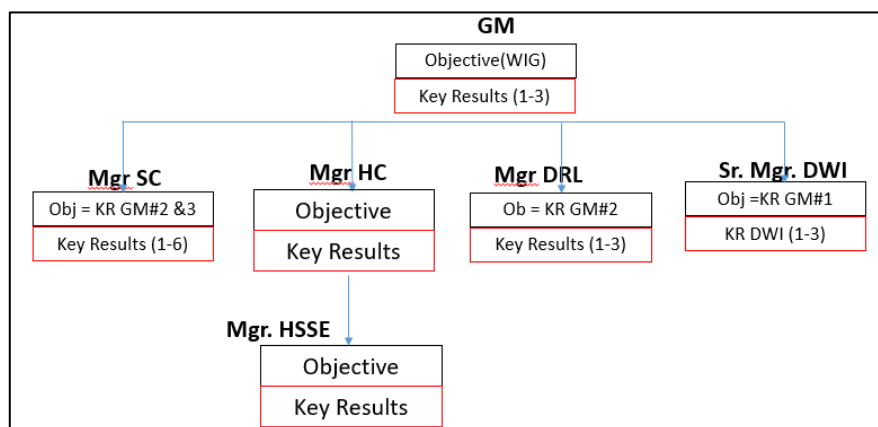 GM
Objective(WIG)
Key Results (1-3)
Mgr SC
Obj = KR GM#2 &3
Key Results (1-6)
Mgr HC
Objective
Key Results
Mgr DRL
Ob = KR GM#2
Key Results (1-3)
Sr. Mgr. DWI
Obj =KR GM#1
KR DWI (1-3)
Mgr. HSSE
Objective
Key Results